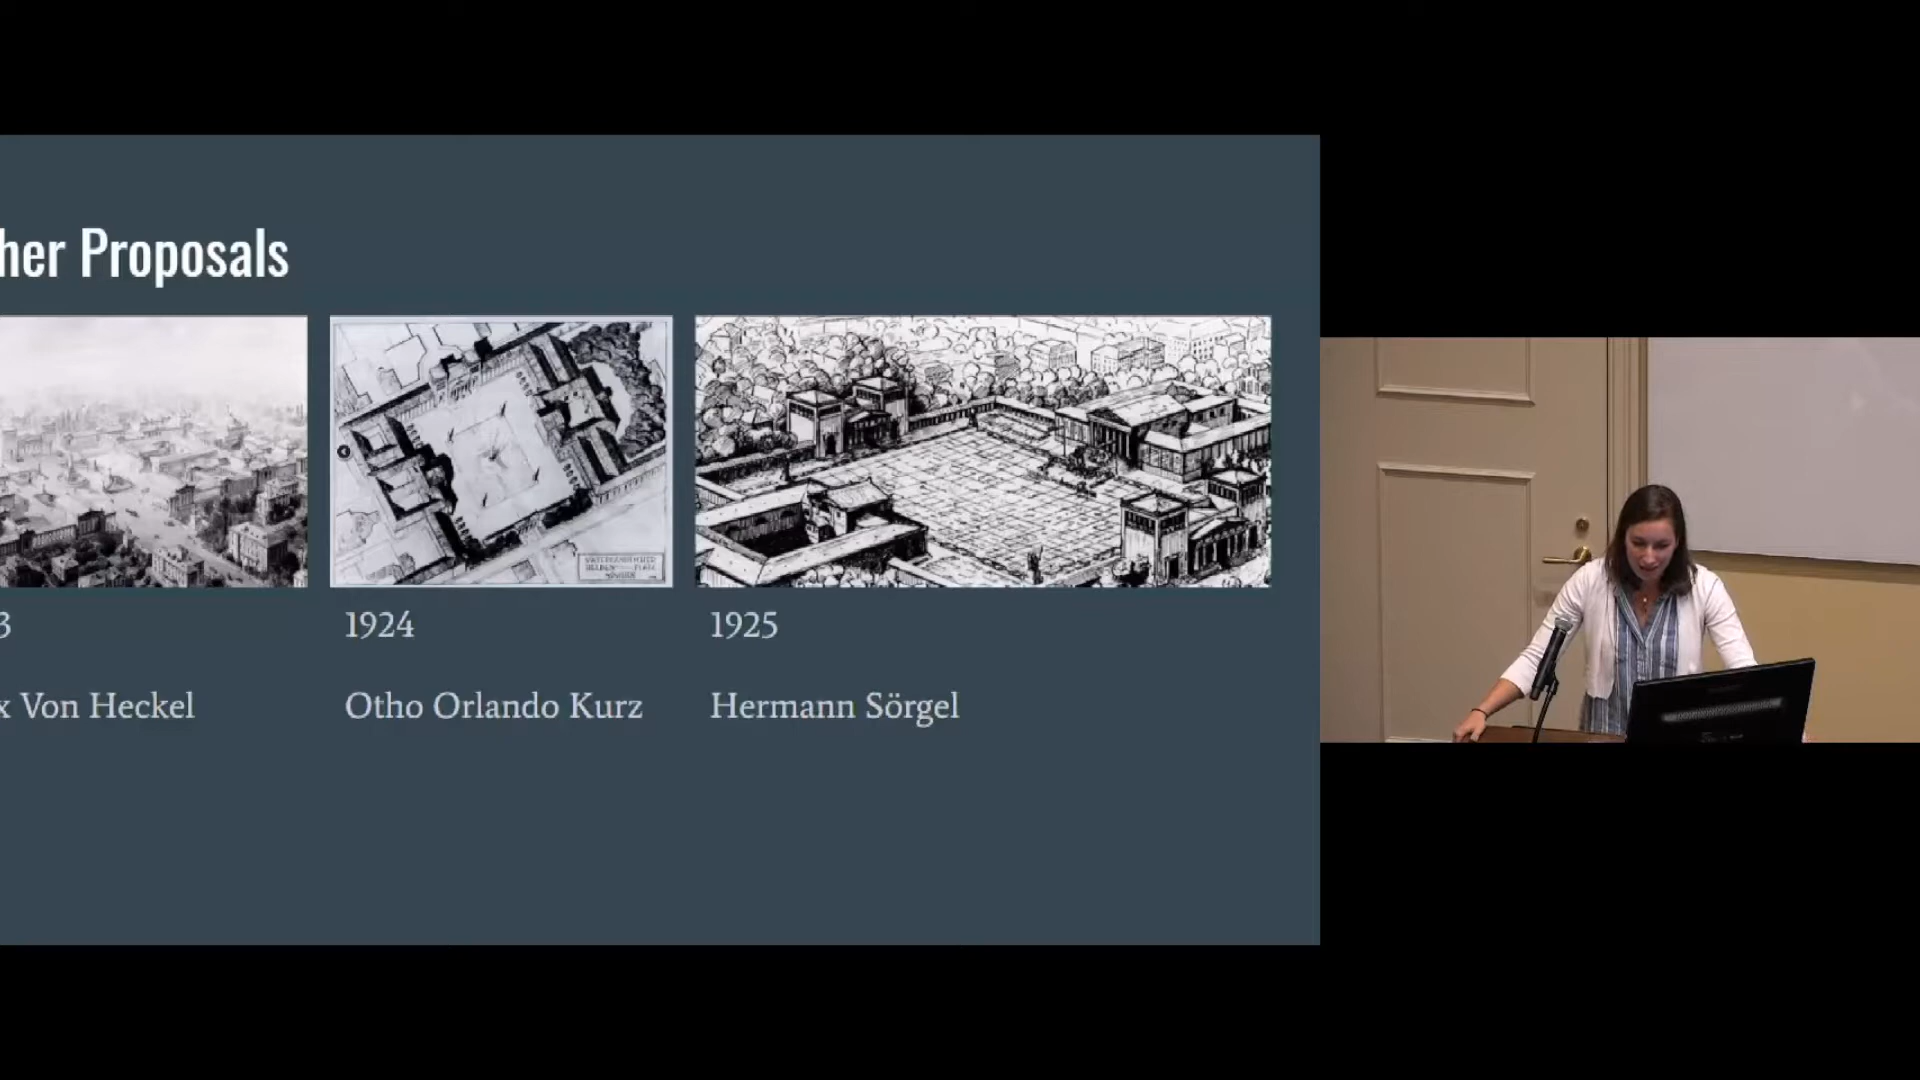 her Proposals
3
x Von Heckel
1924
Otho Orlando Kurz
1925
Hermann Sörgel